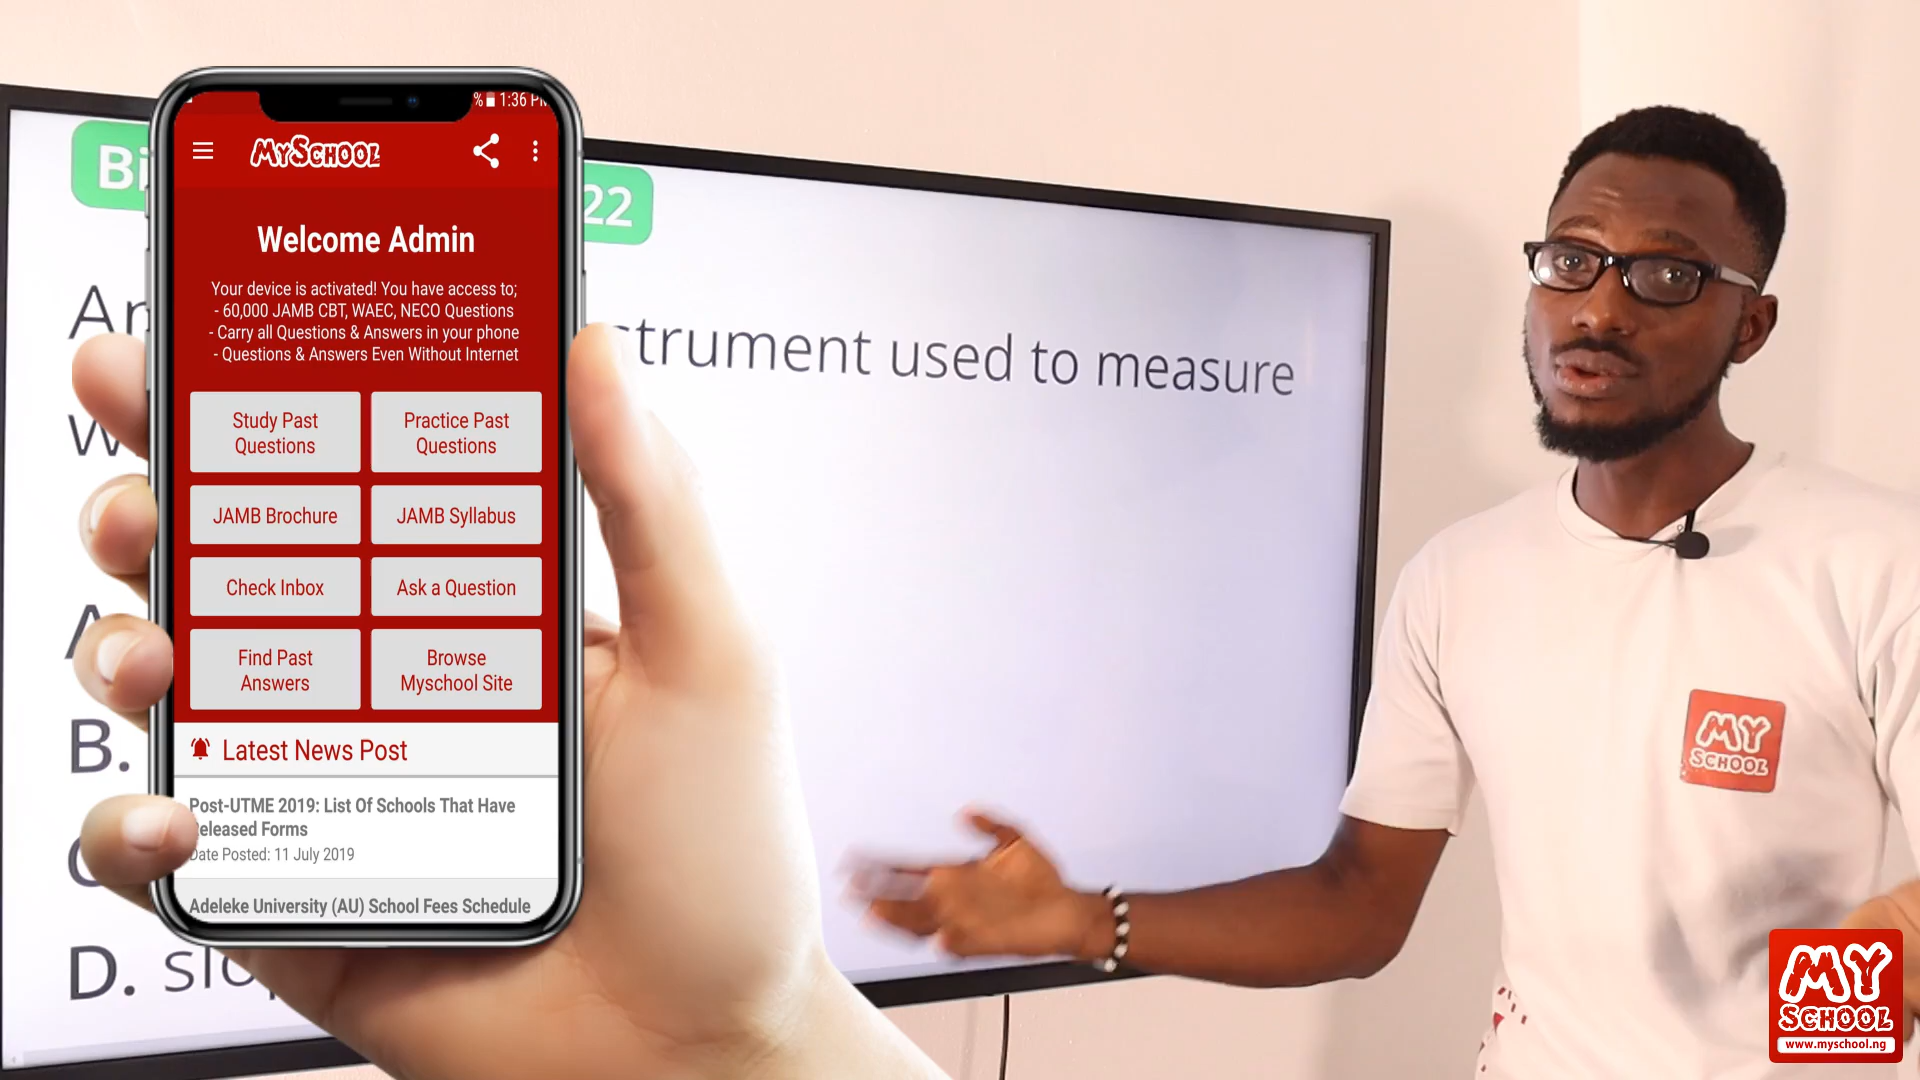 1:36 PM
MYSCHOOL
Welcome Admin
Your device is activated! You have access to;
- 60,000 JAMB CBT, WAEC, NECO Questions
- Carry all Questions & Answers in your phone
- Questions & Answers Even Without Internet
Study Past
Questions
Practice Past
Questions
JAMB Brochure
JAMB Syllabus
Check Inbox
Ask a Question
Find Past
Answers
Browse
Myschool Site
Latest News Post
Post-UTME 2019: List Of Schools That Have
eleased Forms
Date Posted: 11 July 2019
Adeleke University (AU) School Fees Schedule
Bi
22
An
strument used to measure
w
A
B.
C
D. slop
MY
SCHOOL
MY
SCHOOL
www.myschool.ng